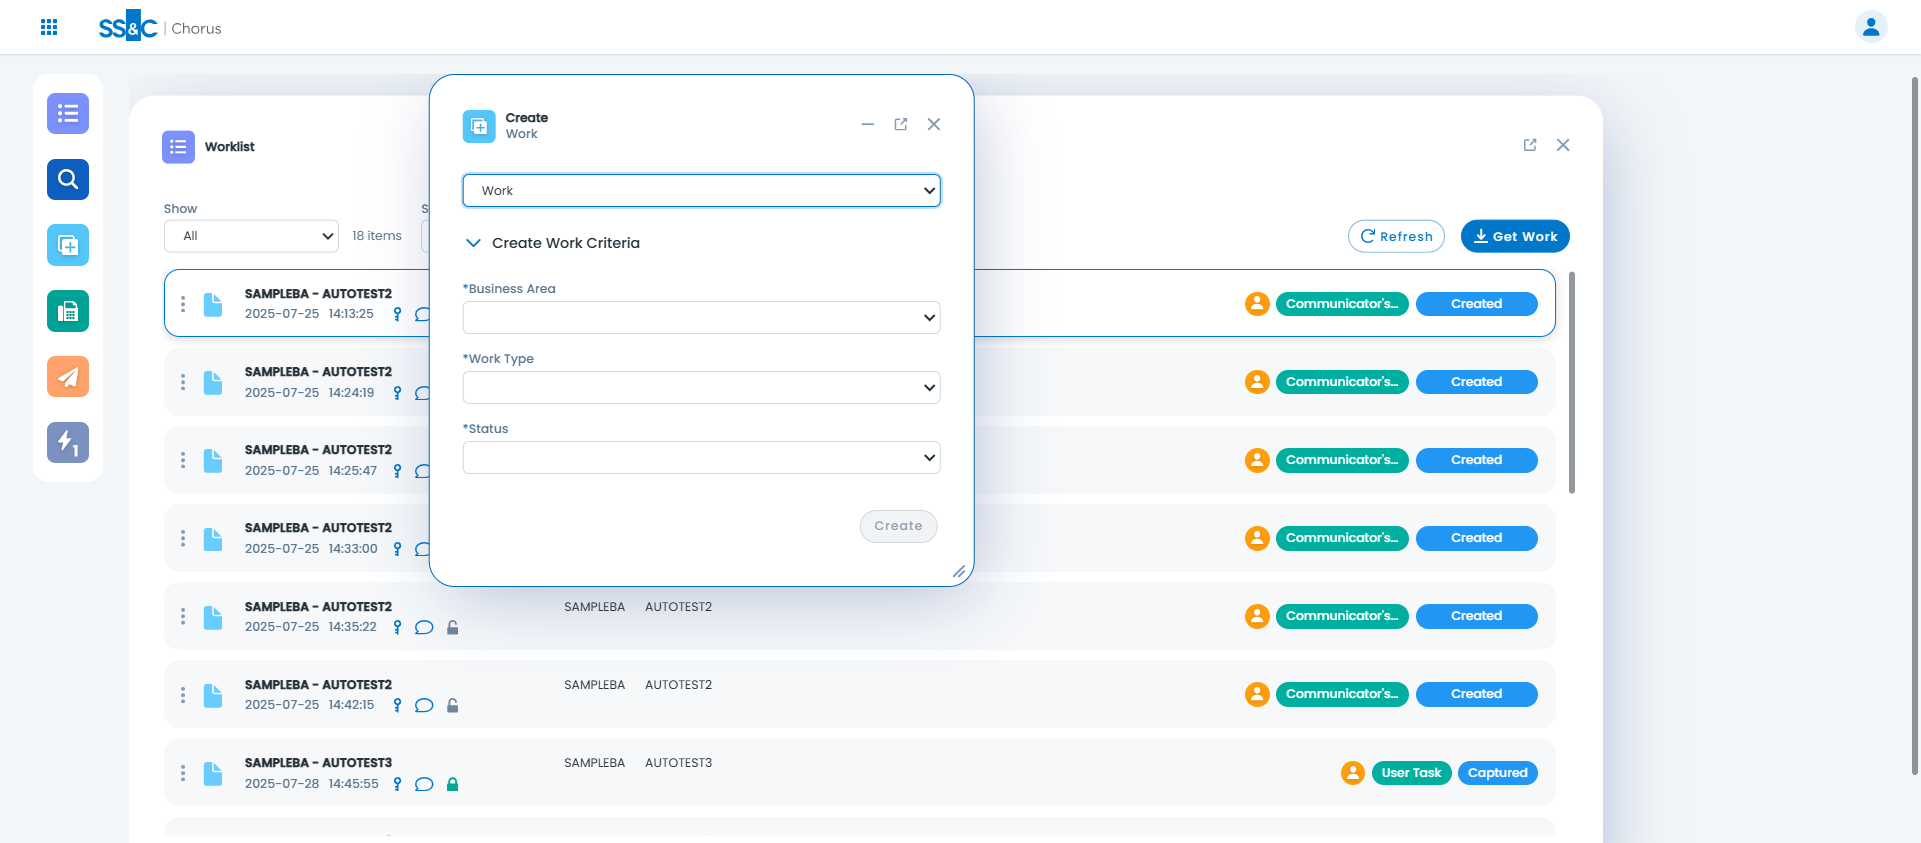 SS&C | Chorus
Create
Work
Worklist
Work
Show
S
All
18 items
Refresh
Get Work
Create Work Criteria
*Business Area
*Work Type
*Status
Create
SAMPLEBA - AUTOTEST2
2025-07-25 14:13:25
Communicator's...
Created
SAMPLEBA - AUTOTEST2
2025-07-25 14:24:19
Communicator's...
Created
SAMPLEBA - AUTOTEST2
2025-07-25 14:25:47
Communicator's...
Created
SAMPLEBA - AUTOTEST2
2025-07-25 14:33:00
Communicator's...
Created
SAMPLEBA - AUTOTEST2
2025-07-25 14:35:22
SAMPLEBA AUTOTEST2
Communicator's...
Created
SAMPLEBA - AUTOTEST2
2025-07-25 14:42:15
SAMPLEBA AUTOTEST2
Communicator's...
Created
SAMPLEBA - AUTOTEST3
2025-07-28 14:45:55
SAMPLEBA AUTOTEST3
User Task
Captured
1